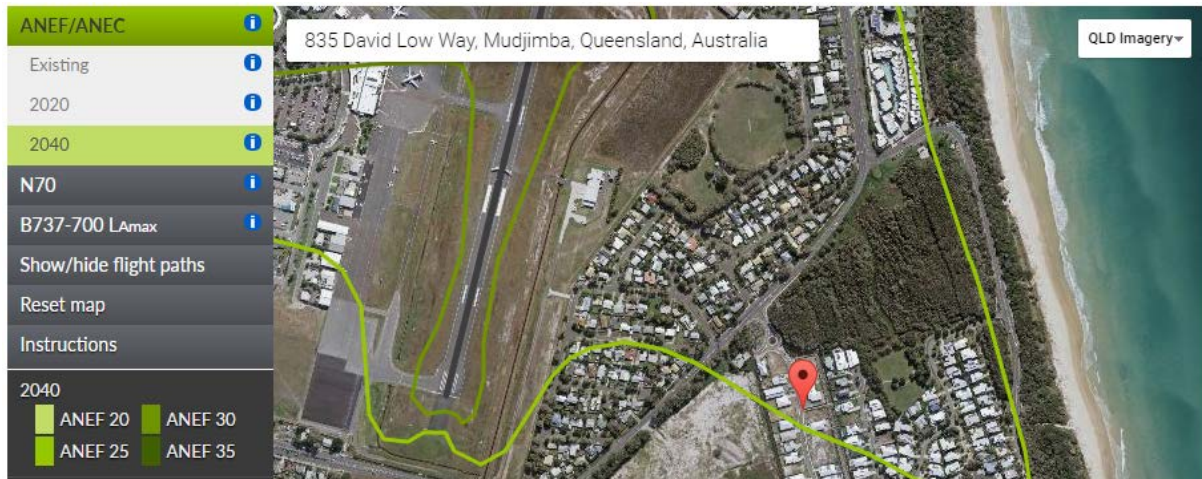 ANEF/ANEC
Existing
2020
2040
N70
B737-700 LAmax
Show/hide flight paths
Reset map
Instructions
2040
ANEF 20 ANEF 30
ANEF 25 ANEF 35
835 David Low Way, Mudjimba, Queensland, Australia
QLD Imagery